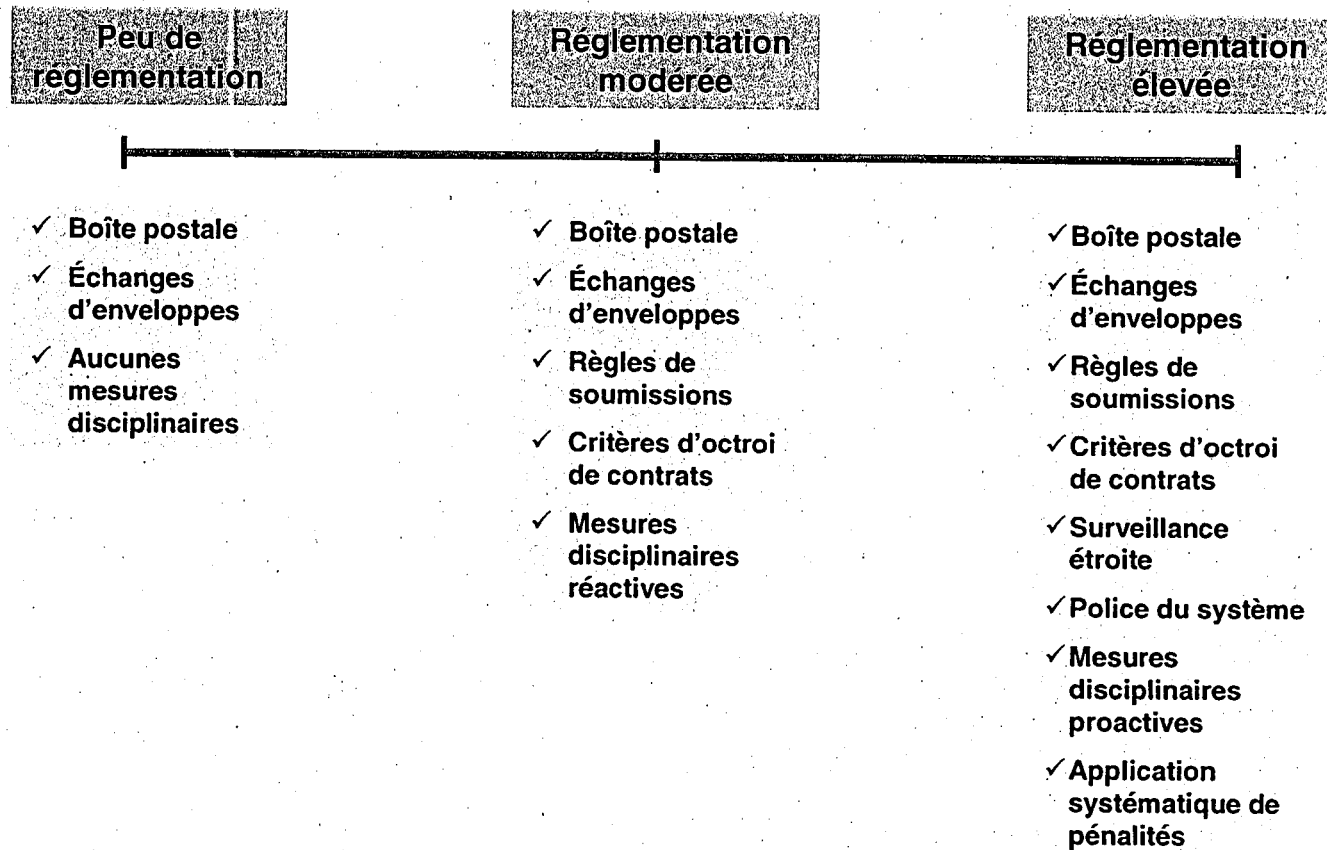 Peu de
réglementation
Réglementation
modérée
Réglementation
élevée
✓ Boîte postale
✓ Échanges
d'enveloppes
✓ Aucunes
mesures
disciplinaires
✓ Boîte postale
✓ Échanges
d'enveloppes
✓ Règles de
soumissions
✓ Critères d'octroi
de contrats
✓ Mesures
disciplinaires
réactives
✓ Boîte postale
✓ Échanges
d'enveloppes
✓ Règles de
soumissions
✓ Critères d'octroi
de contrats
✓ Surveillance
étroite
✓ Police du système
✓ Mesures
disciplinaires
proactives
✓ Application
systématique de
pénalités